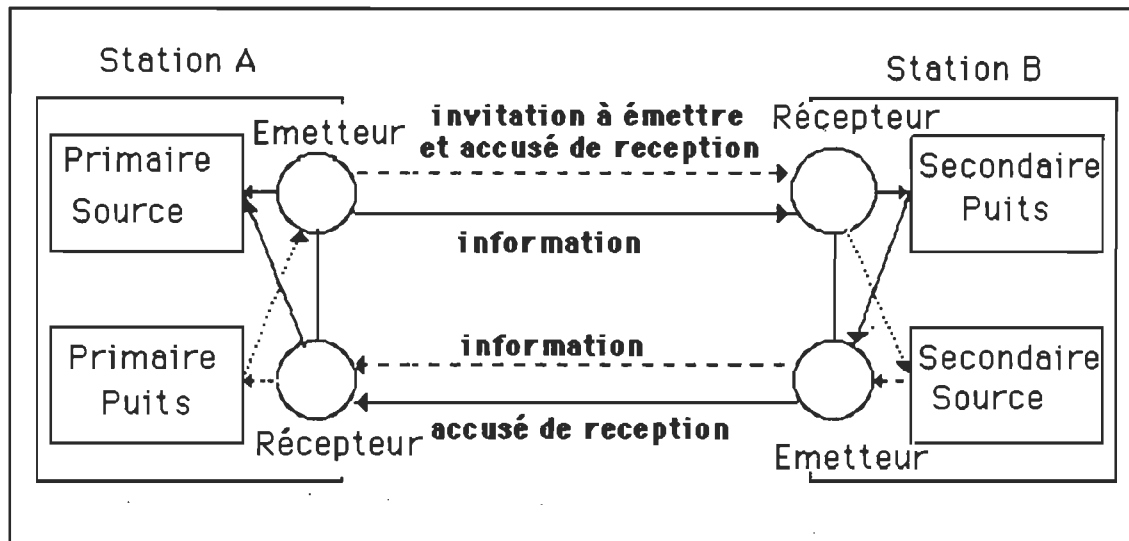 Station A
Station B
Emetteur
invitation à émettre
et accusé de reception
Récepteur
Primaire
Source
Secondaire
Puits
information
Primaire
Puits
information
Secondaire
Source
accusé de reception
Récepteur
Emetteur